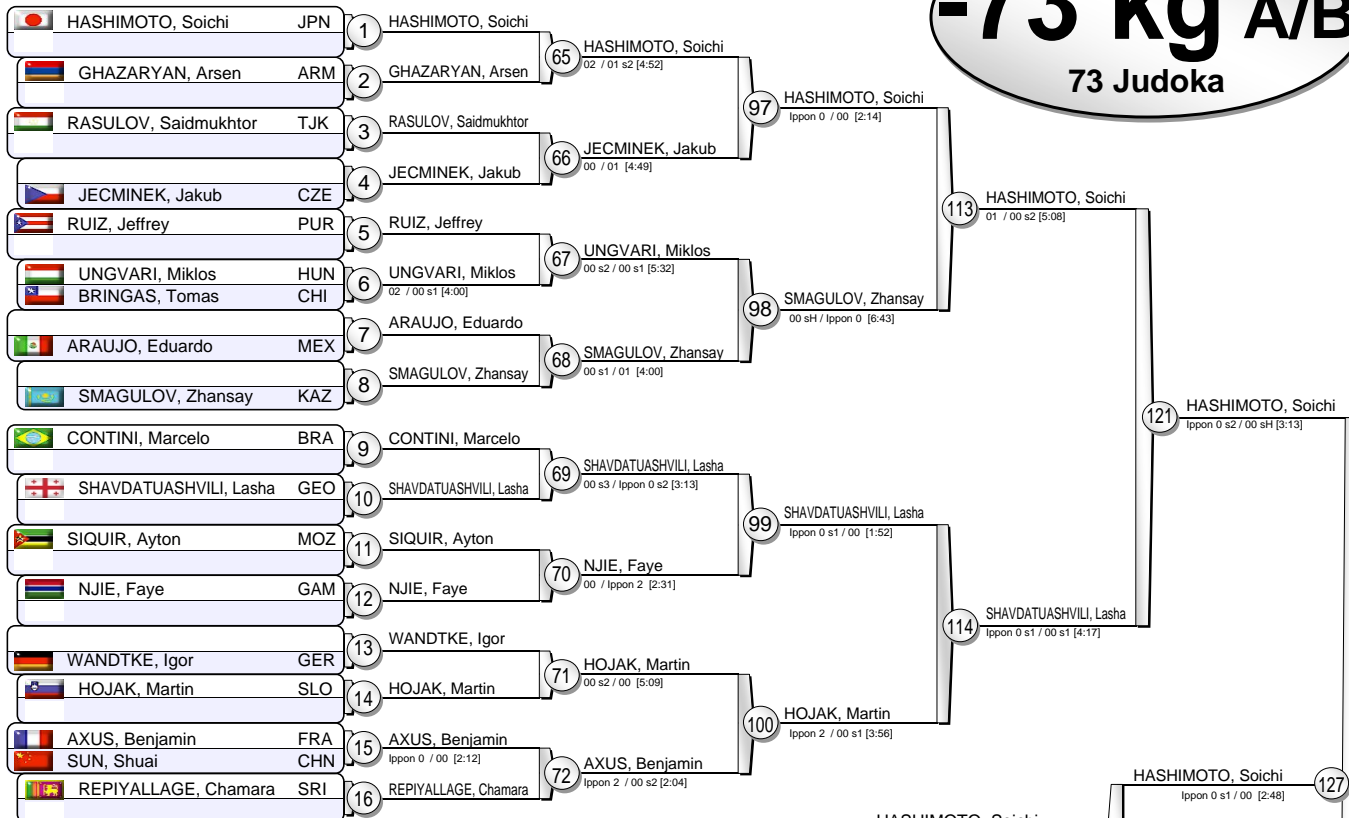 -73 kg A/B
73 Judoka
HASHIMOTO, Soichi JPN
GHAZARYAN, Arsen ARM
RASULOV, Saidmukhtor TJK
JECMINEK, Jakub CZE
RUIZ, Jeffrey PUR
UNGVARI, Miklos HUN
BRINGAS, Tomas CHI
ARAUJO, Eduardo MEX
SMAGULOV, Zhansay KAZ
CONTINI, Marcelo BRA
SHAVDATUASHVILI, Lasha GEO
SIQUIR, Ayton MOZ
NJIE, Faye GAM
WANDTKE, Igor GER
HOJAK, Martin SLO
AXUS, Benjamin FRA
SUN, Shuai CHN
REPIYALLAGE, Chamara SRI
1 HASHIMOTO, Soichi
2 GHAZARYAN, Arsen
3 RASULOV, Saidmukhtor
4 JECMINEK, Jakub
5 RUIZ, Jeffrey
6 UNGVARI, Miklos
02 / 00 s1 [4:00]
7 ARAUJO, Eduardo
8 SMAGULOV, Zhansay
9 CONTINI, Marcelo
10 SHAVDATUASHVILI, Lasha
11 SIQUIR, Ayton
12 NJIE, Faye
13 WANDTKE, Igor
14 HOJAK, Martin
15 AXUS, Benjamin
Ippon 0 / 00 [2:12]
16 REPIYALLAGE, Chamara
65 HASHIMOTO, Soichi
02 / 01 s2 [4:52]
66 JECMINEK, Jakub
00 / 01 [4:49]
67 UNGVARI, Miklos
00 s2 / 00 s1 [5:32]
68 SMAGULOV, Zhansay
00 s1 / 01 [4:00]
69 SHAVDATUASHVILI, Lasha
00 s3 / Ippon 0 s2 [3:13]
70 NJIE, Faye
00 / Ippon 2 [2:31]
71 HOJAK, Martin
00 s2 / 00 [5:09]
72 AXUS, Benjamin
Ippon 2 / 00 s2 [2:04]
97 HASHIMOTO, Soichi
Ippon 0 / 00 [2:14]
98 SMAGULOV, Zhansay
00 sH / Ippon 0 [6:43]
99 SHAVDATUASHVILI, Lasha
Ippon 0 s1 / 00 [1:52]
100 HOJAK, Martin
Ippon 2 / 00 s1 [3:56]
113 HASHIMOTO, Soichi
01 / 00 s2 [5:08]
114 SHAVDATUASHVILI, Lasha
Ippon 0 s1 / 00 s1 [4:17]
121 HASHIMOTO, Soichi
Ippon 0 s2 / 00 sH [3:13]
HASHIMOTO, Soichi 127
Ippon 0 s1 / 00 [2:48]
HASHIMOTO, Soichi